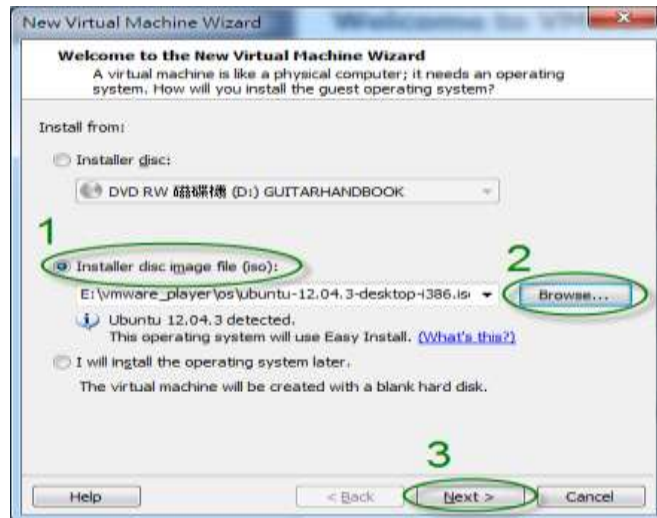 New Virtual Machine Wizard
Welcome to the New Virtual Machine Wizard
A virtual machine is like a physical computer; it needs an operating
system. How will you install the guest operating system?
Install from:
Installer disc:
DVD RW 磁碟機 (D:) GUITARHANDBOOK
1
Installer disc image file (iso):
2
E:\vmware_player\os\ubuntu-12.04.3-desktop-i386.iso
Browse...
Ubuntu 12.04.3 detected.
This operating system will use Easy Install. (What's this?)
I will install the operating system later.
The virtual machine will be created with a blank hard disk.
3
Help
< Back
Next >
Cancel